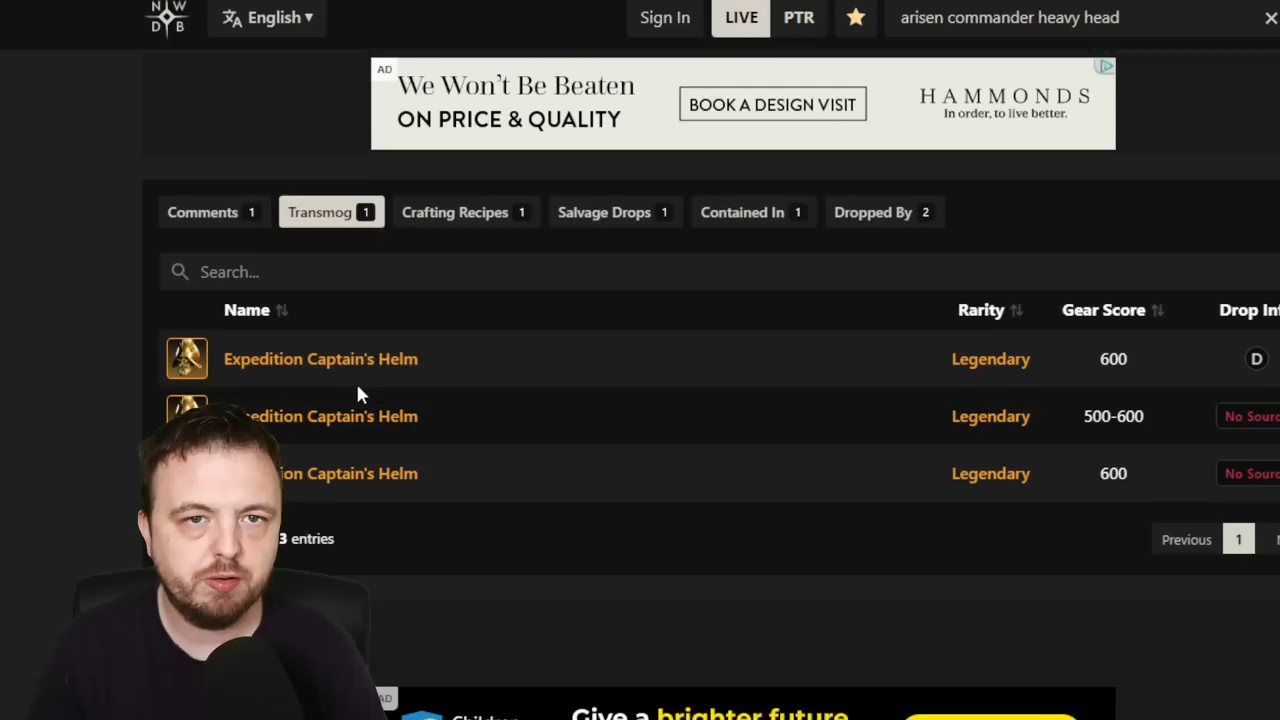 NW
DB
English
Sign In
LIVE
PTR
arisen commander heavy head
AD
We Won't Be Beaten
ON PRICE & QUALITY
BOOK A DESIGN VISIT
HAMMONDS
In order, to live better.
Comments 1
Transmog 1
Crafting Recipes 1
Salvage Drops 1
Contained In 1
Dropped By 2
Search...
Name
Rarity
Gear Score
Drop In
Expedition Captain's Helm
Legendary
600
D
edition Captain's Helm
Legendary
500-600
No Sourc
ion Captain's Helm
Legendary
600
No Sourc
3 entries
Previous
1
AD
Children
Give a brighter future